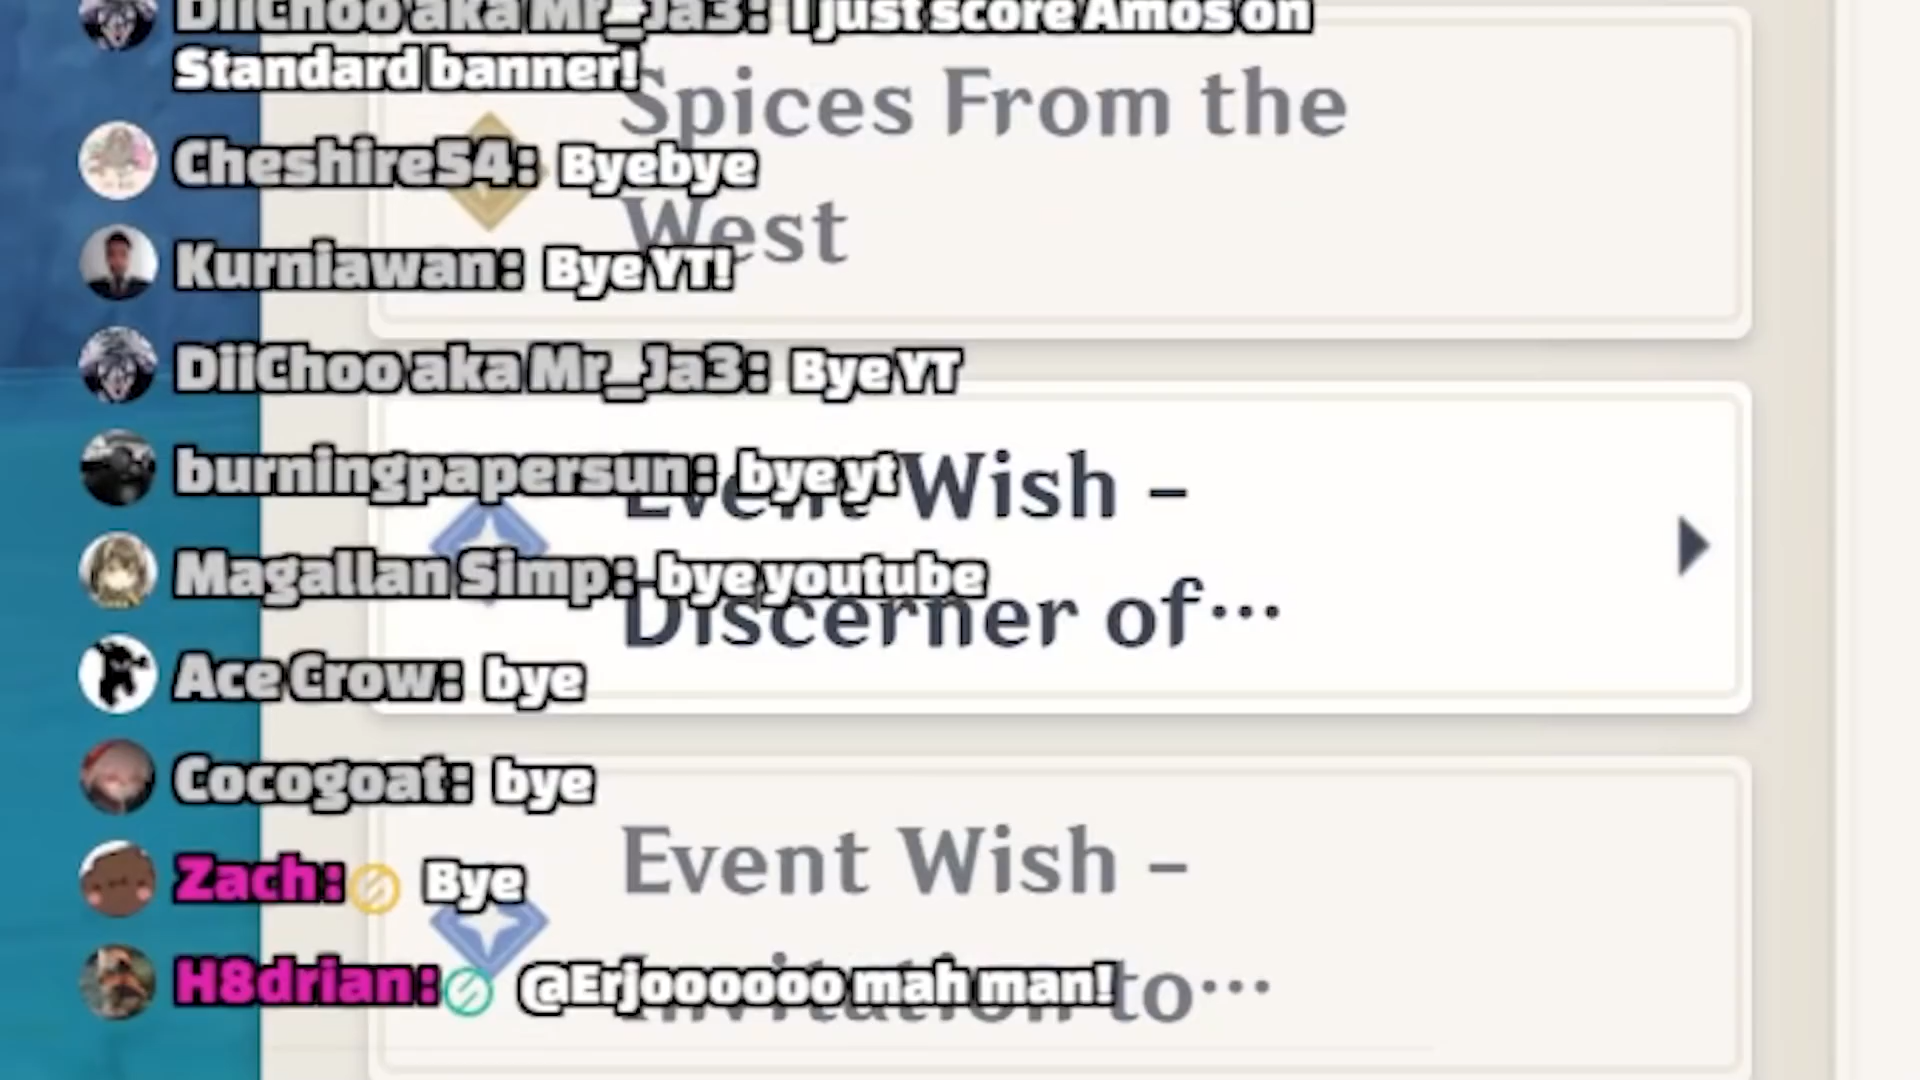 DiiChoo aka Mr_Ja3: I just score Amos on
Standard banner!
Spices From the
Cheshire54: Byebye
West
Kurniawan: Bye YT!
DiiChoo aka Mr_Ja3: Bye YT
burningpapersun: bye yt
Event Wish –
Magallan Simp: bye youtube
Discerner of···
Ace Crow: bye
Cocogoat: bye
Event Wish –
Zach: Bye
H8drian: @Erjoooooo mah man!
Invitation to···